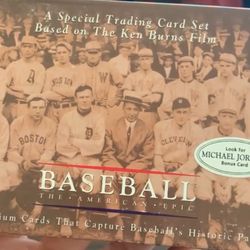 A Special Trading Card Set
Based on The Ken Burns Film
Look for
MICHAEL JOR
Bonus Card
A
BOSTON
CLEVELAND
BASEBALL
THE · AMERICAN · EPIC
ium Cards That Capture Baseball's Historic Pa